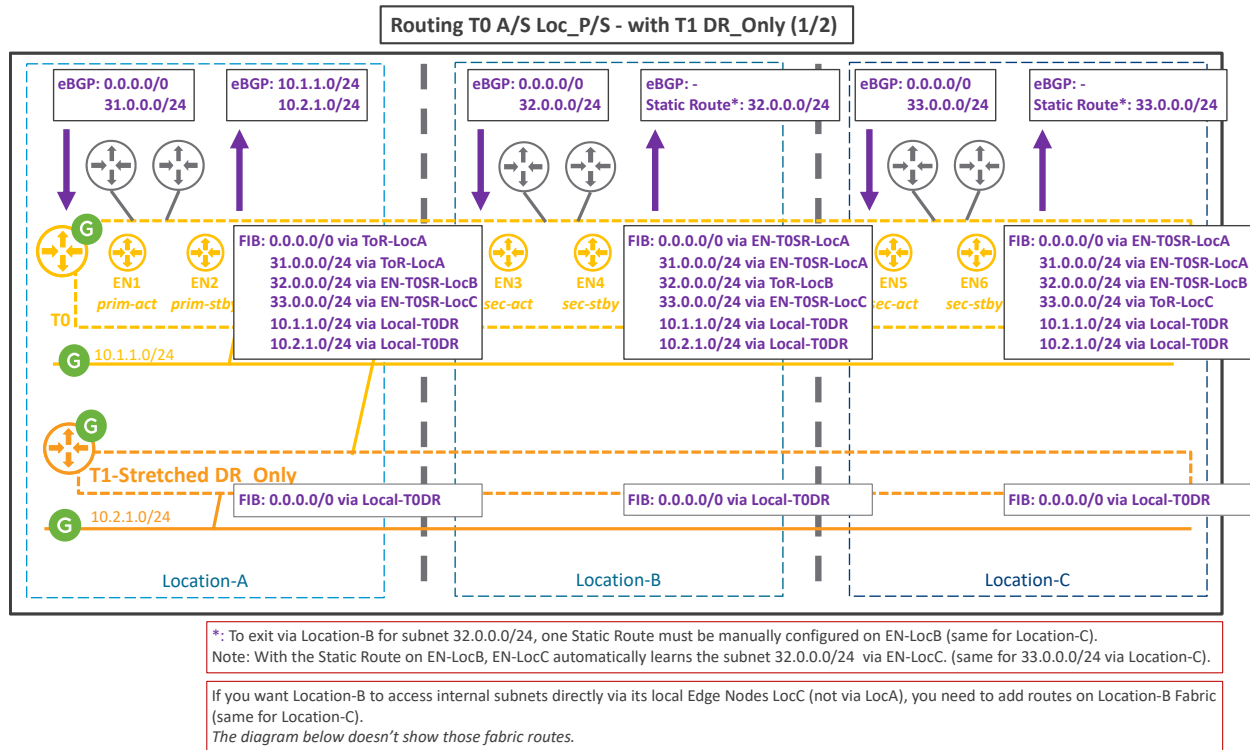 Routing T0 A/S Loc_P/S - with T1 DR_Only (1/2)
eBGP: 0.0.0.0/0
31.0.0.0/24
eBGP: 10.1.1.0/24
10.2.1.0/24
eBGP: 0.0.0.0/0
32.0.0.0/24
eBGP: -
Static Route*: 32.0.0.0/24
eBGP: 0.0.0.0/0
33.0.0.0/24
eBGP: -
Static Route*: 33.0.0.0/24
G
EN1
prim-act
EN2
prim-stby
T0
FIB: 0.0.0.0/0 via ToR-LocA
31.0.0.0/24 via ToR-LocA
32.0.0.0/24 via EN-T0SR-LocB
33.0.0.0/24 via EN-T0SR-LocC
10.1.1.0/24 via Local-T0DR
10.2.1.0/24 via Local-T0DR
EN3
sec-act
EN4
sec-stby
FIB: 0.0.0.0/0 via EN-T0SR-LocA
31.0.0.0/24 via EN-T0SR-LocA
32.0.0.0/24 via ToR-LocB
33.0.0.0/24 via EN-T0SR-LocC
10.1.1.0/24 via Local-T0DR
10.2.1.0/24 via Local-T0DR
EN5
sec-act
EN6
sec-stby
FIB: 0.0.0.0/0 via EN-T0SR-LocA
31.0.0.0/24 via EN-T0SR-LocA
32.0.0.0/24 via EN-T0SR-LocB
33.0.0.0/24 via ToR-LocC
10.1.1.0/24 via Local-T0DR
10.2.1.0/24 via Local-T0DR
G
10.1.1.0/24
G
T1-Stretched DR_Only
FIB: 0.0.0.0/0 via Local-T0DR
FIB: 0.0.0.0/0 via Local-T0DR
FIB: 0.0.0.0/0 via Local-T0DR
G
10.2.1.0/24
Location-A
Location-B
Location-C
*: To exit via Location-B for subnet 32.0.0.0/24, one Static Route must be manually configured on EN-LocB (same for Location-C).
Note: With the Static Route on EN-LocB, EN-LocC automatically learns the subnet 32.0.0.0/24 via EN-LocC. (same for 33.0.0.0/24 via Location-C).
If you want Location-B to access internal subnets directly via its local Edge Nodes LocC (not via LocA), you need to add routes on Location-B Fabric
(same for Location-C).
The diagram below doesn't show those fabric routes.